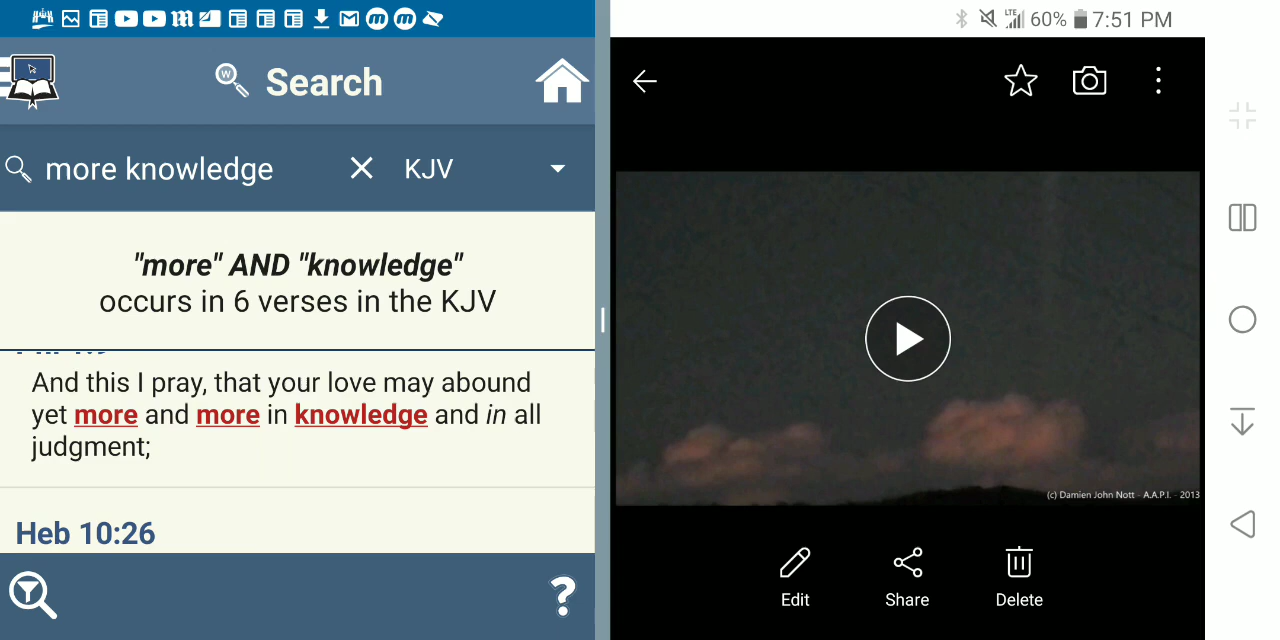 LTE 60% 7:51 PM
Search
more knowledge KJV
"more" AND "knowledge"
occurs in 6 verses in the KJV
And this I pray, that your love may abound
yet more and more in knowledge and in all
judgment;
Heb 10:26
?
(c) Damien John Nott - A.A.P.I. - 2013
Edit Share Delete